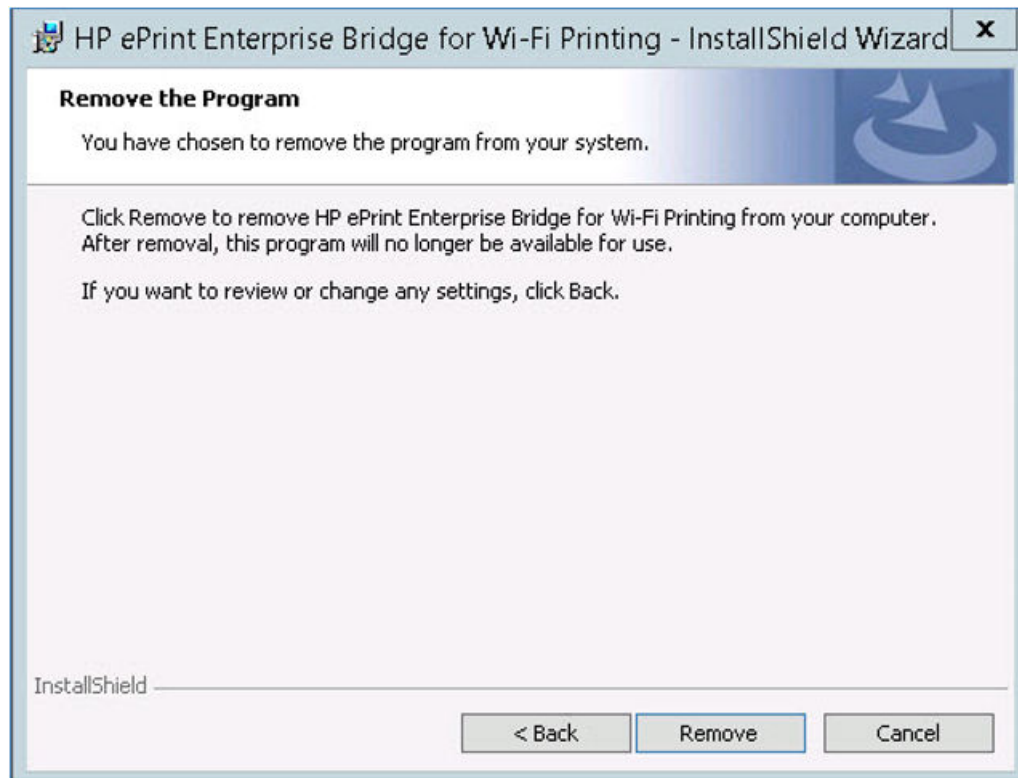 HP ePrint Enterprise Bridge for Wi-Fi Printing - InstallShield Wizard
x
Remove the Program
You have chosen to remove the program from your system.
Click Remove to remove HP ePrint Enterprise Bridge for Wi-Fi Printing from your computer.
After removal, this program will no longer be available for use.
If you want to review or change any settings, click Back.
InstallShield
< Back
Remove
Cancel